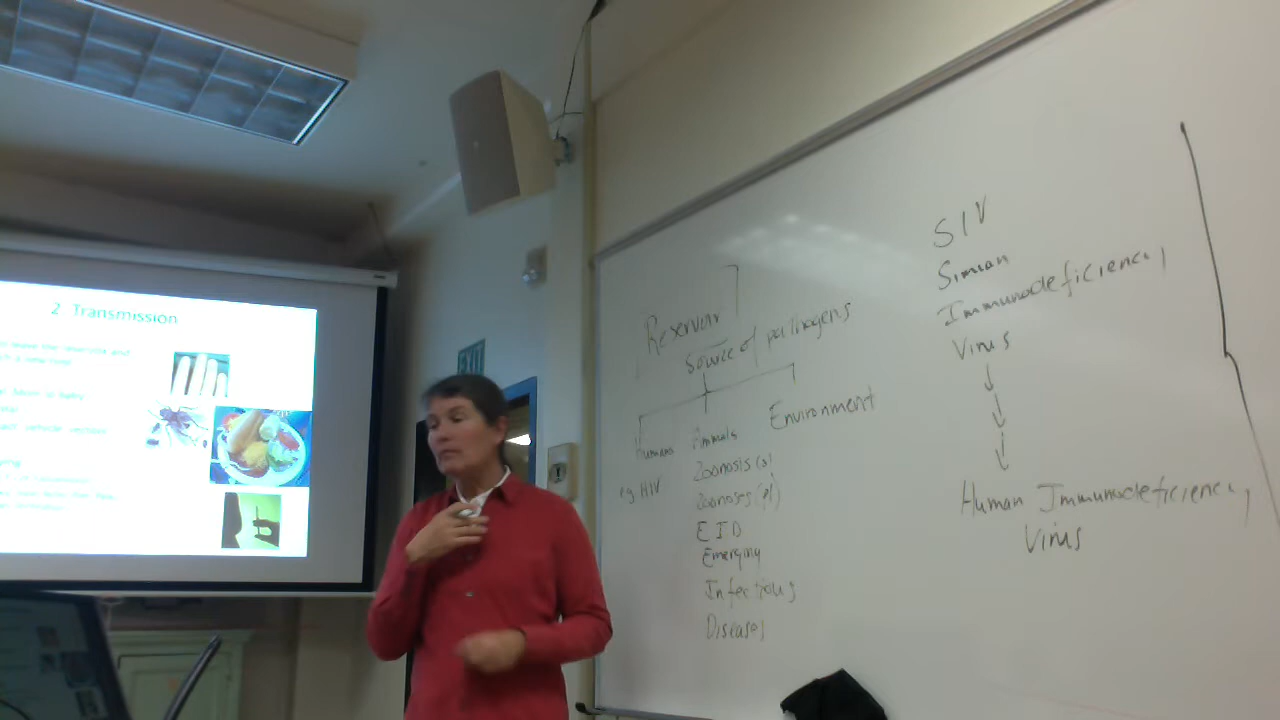 2. Transmission
EXIT
Reservoir
Source of pathogens
Humans Animals Environment
eg HIV
Zoonosis (s)
Zoonoses (pl)
EID
Emerging
Infectious
Diseases
SIV
Simian
Immunodeficiency
Virus
Human Immunodeficiency
Virus